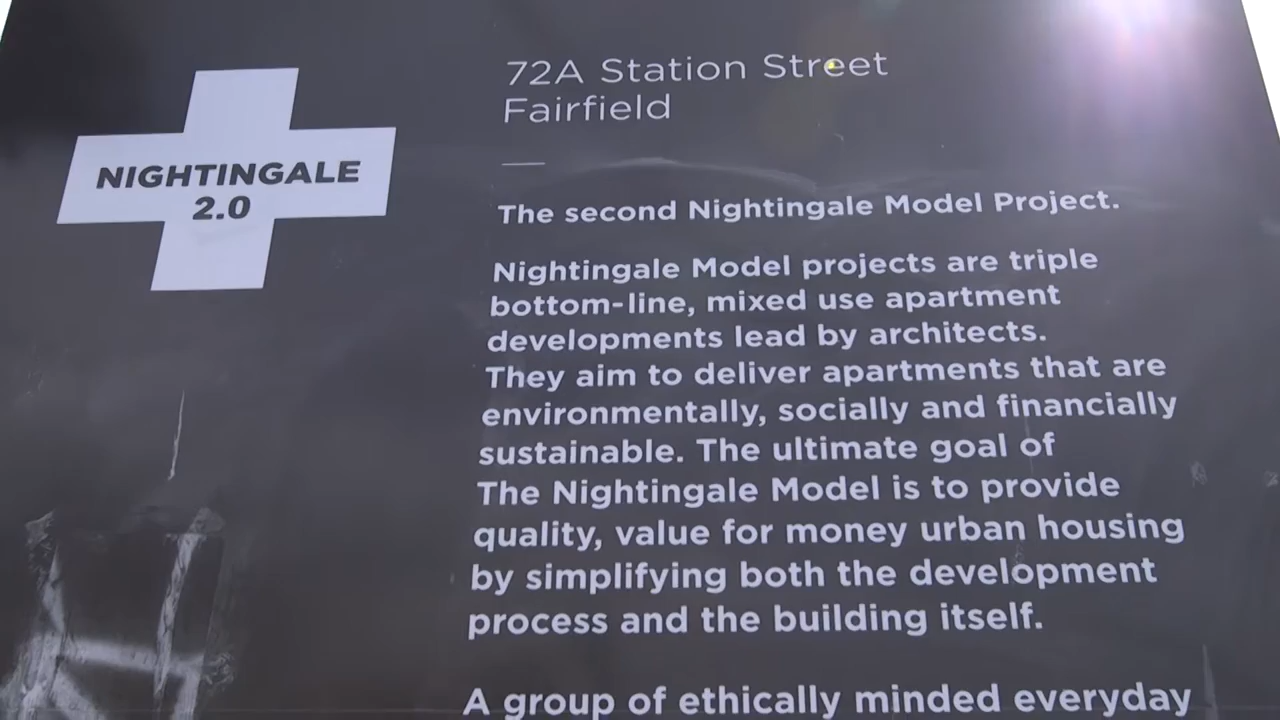 NIGHTINGALE
2.0
72A Station Street
Fairfield
The second Nightingale Model Project.
Nightingale Model projects are triple
bottom-line, mixed use apartment
developments lead by architects.
They aim to deliver apartments that are
environmentally, socially and financially
sustainable. The ultimate goal of
The Nightingale Model is to provide
quality, value for money urban housing
by simplifying both the development
process and the building itself.
A group of ethically minded everyday